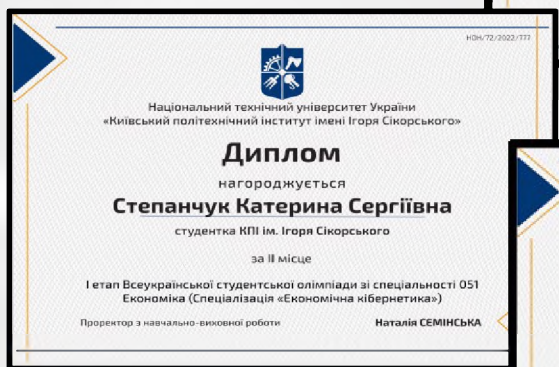 НОН/72/2022/777
Національний технічний університет України
«Київський політехнічний інститут імені Ігоря Сікорського»
Диплом
нагороджується
Степанчук Катерина Сергіївна
студентка КПІ ім. Ігоря Сікорського
за ІІ місце
І етап Всеукраїнської студентської олімпіади зі спеціальності 051
Економіка (Спеціалізація «Економічна кібернетика»)
Проректор з навчально-виховної роботи Наталія СЕМІНСЬКА